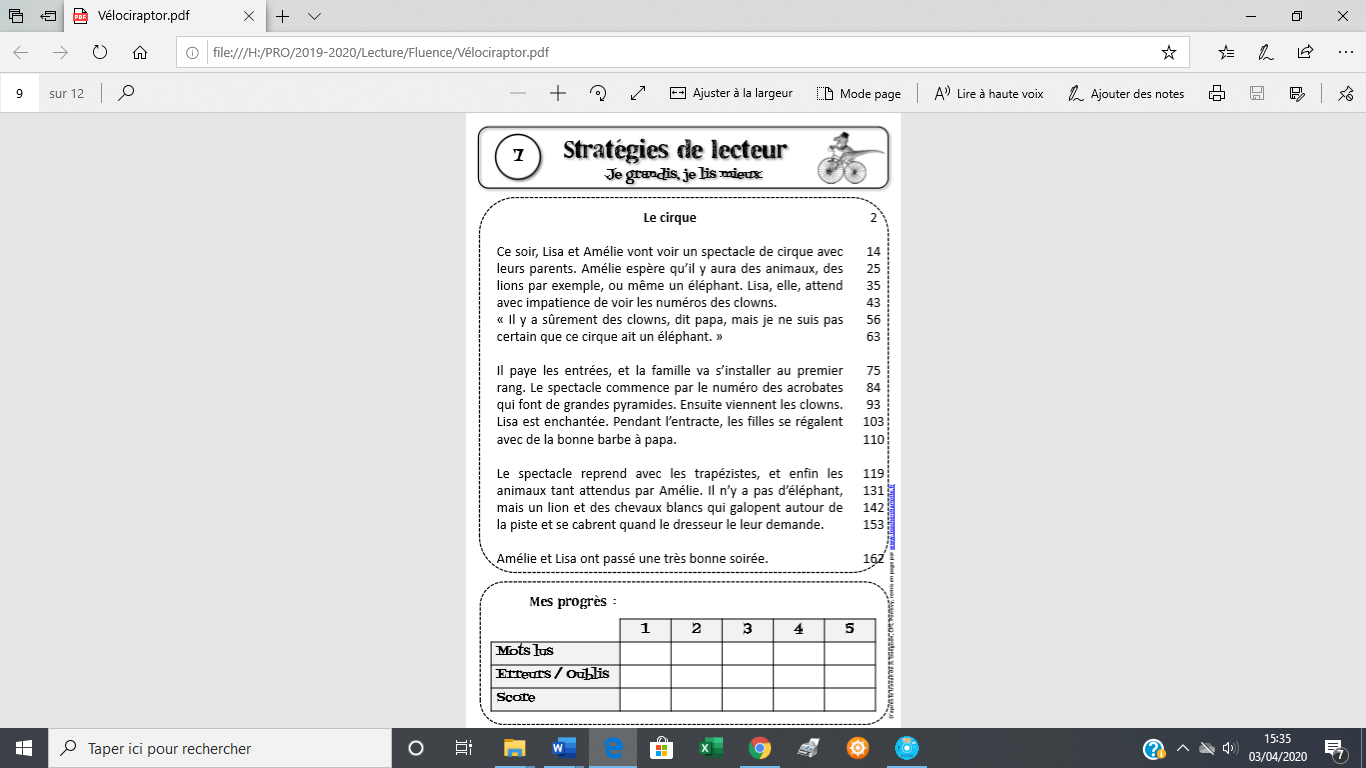 Vélociraptor.pdf
file:///H:/PRO/2019-2020/Lecture/Fluence/Vélociraptor.pdf
9 sur 12 Ajuster à la largeur Mode page Lire à haute voix Ajouter des notes
7 Stratégies de lecteur
Je grandis, je lis mieux
Le cirque 2
Ce soir, Lisa et Amélie vont voir un spectacle de cirque avec 14
leurs parents. Amélie espère qu'il y aura des animaux, des 25
lions par exemple, ou même un éléphant. Lisa, elle, attend 35
avec impatience de voir les numéros des clowns. 43
« Il y a sûrement des clowns, dit papa, mais je ne suis pas 56
certain que ce cirque ait un éléphant. » 63
Il paye les entrées, et la famille va s'installer au premier 75
rang. Le spectacle commence par le numéro des acrobates 84
qui font de grandes pyramides. Ensuite viennent les clowns. 93
Lisa est enchantée. Pendant l'entracte, les filles se régalent 103
avec de la bonne barbe à papa. 110
Le spectacle reprend avec les trapézistes, et enfin les 119
animaux tant attendus par Amélie. Il n'y a pas d'éléphant, 131
mais un lion et des chevaux blancs qui galopent autour de 142
la piste et se cabrent quand le dresseur le leur demande. 153
Amélie et Lisa ont passé une très bonne soirée. 162
Mes progrès :
1 2 3 4 5
Mots lus
Erreurs / Oublis
Score
Taper ici pour rechercher
15:35
03/04/2020
7